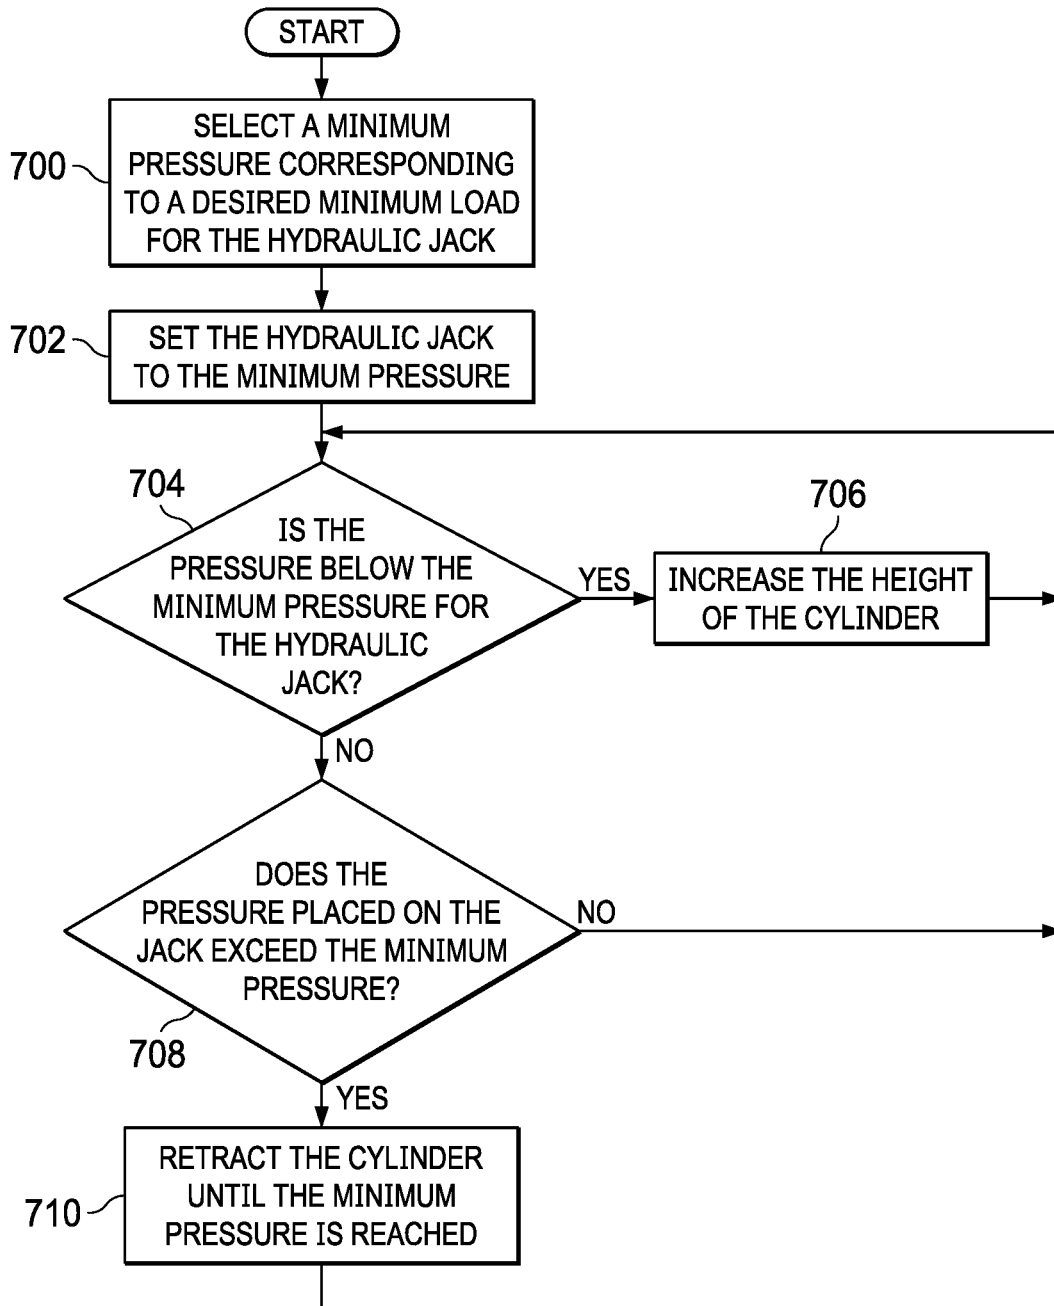 START
700
SELECT A MINIMUM
PRESSURE CORRESPONDING
TO A DESIRED MINIMUM LOAD
FOR THE HYDRAULIC JACK
702
SET THE HYDRAULIC JACK
TO THE MINIMUM PRESSURE
704
IS THE
PRESSURE BELOW THE
MINIMUM PRESSURE FOR
THE HYDRAULIC
JACK?
YES
706
INCREASE THE HEIGHT
OF THE CYLINDER
NO
DOES THE
PRESSURE PLACED ON THE
JACK EXCEED THE MINIMUM
PRESSURE?
NO
708
YES
710
RETRACT THE CYLINDER
UNTIL THE MINIMUM
PRESSURE IS REACHED